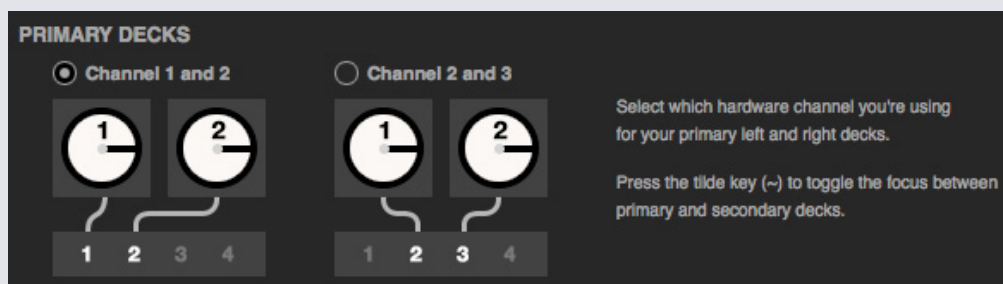 PRIMARY DECKS
Channel 1 and 2
Channel 2 and 3
1 2
1 2
Select which hardware channel you're using
for your primary left and right decks.
Press the tilde key (~) to toggle the focus between
primary and secondary decks.
1 2 3 4
1 2 3 4